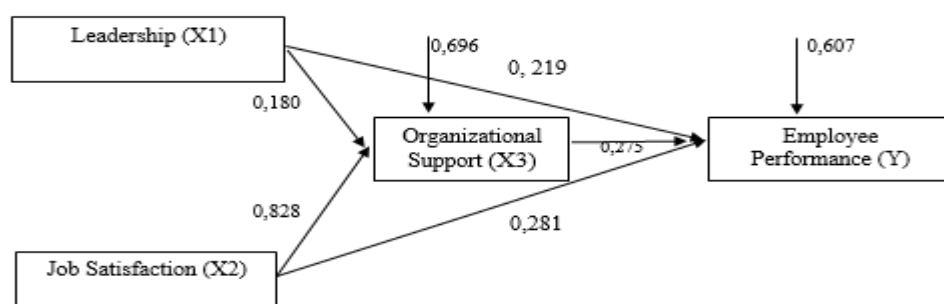 Leadership (X1)
0,696
0,607
0, 219
0,180
Organizational
Support (X3)
0,275
Employee
Performance (Y)
0,828
0,281
Job Satisfaction (X2)